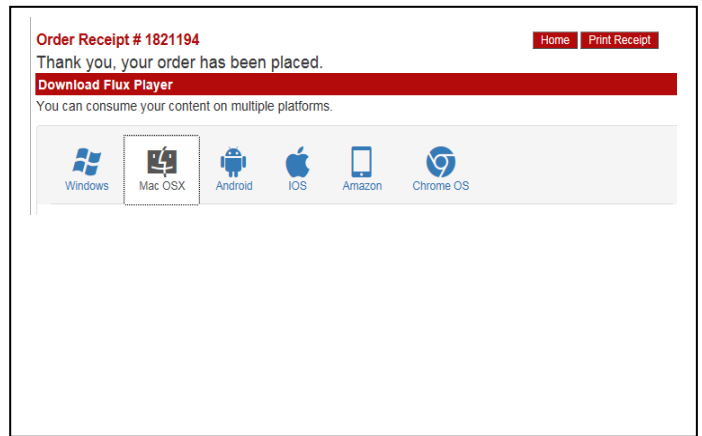 Order Receipt # 1821194
Home Print Receipt
Thank you, your order has been placed.
Download Flux Player
You can consume your content on multiple platforms.
Windows Mac OSX Android IOS Amazon Chrome OS